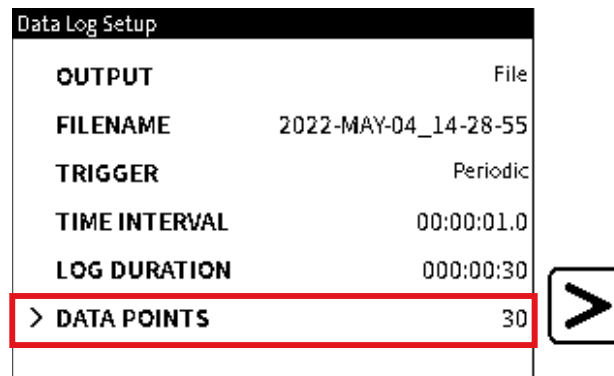 Data Log Setup
OUTPUT File
FILENAME 2022-MAY-04_14-28-55
TRIGGER Periodic
TIME INTERVAL 00:00:01.0
LOG DURATION 000:00:30
> DATA POINTS 30 >